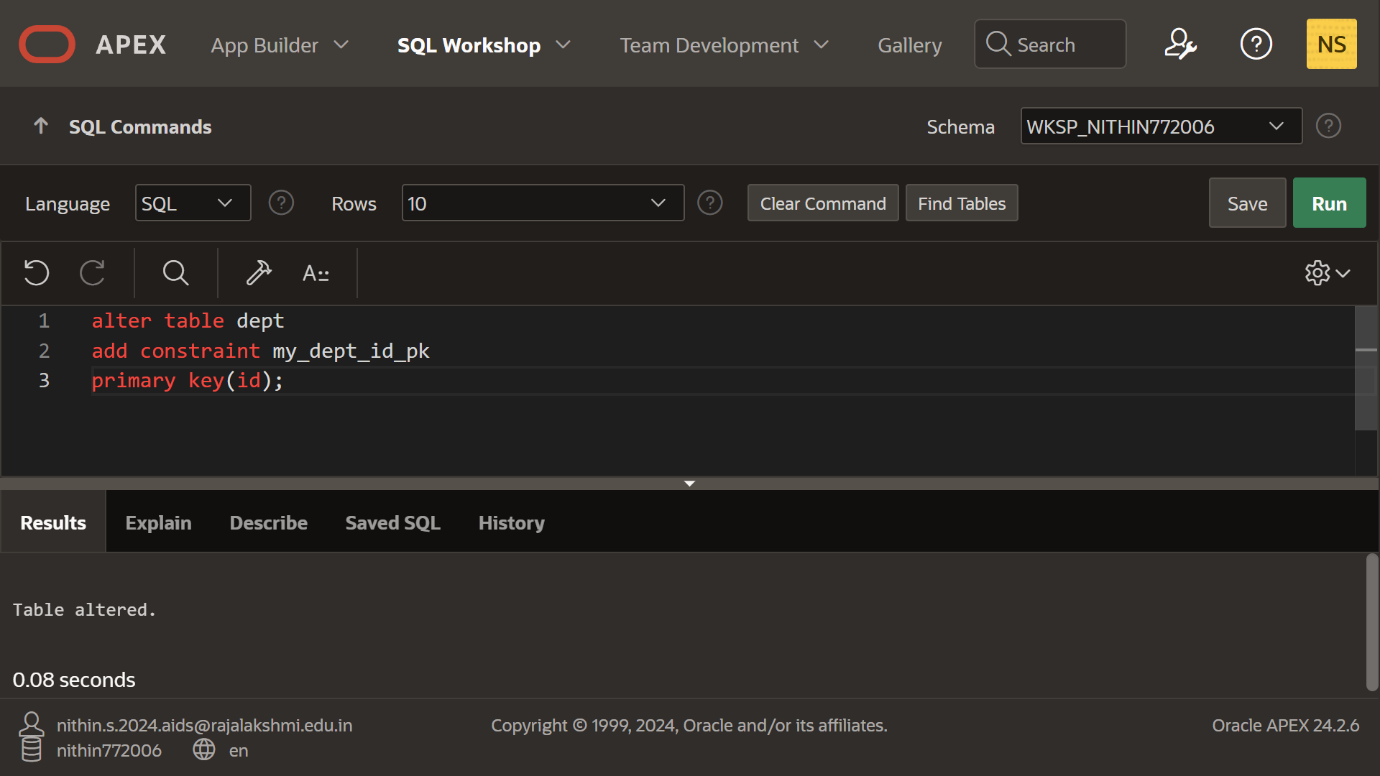 APEX App Builder SQL Workshop Team Development Gallery Search ? NS
SQL Commands Schema WKSP_NITHIN772006 ?
Language SQL ? Rows 10 ? Clear Command Find Tables Save Run
A::
1 alter table dept
2 add constraint my_dept_id_pk
3 primary key(id);
Results Explain Describe Saved SQL History
Table altered.
0.08 seconds
nithin.s.2024.aids@rajalakshmi.edu.in Copyright © 1999, 2024, Oracle and/or its affiliates. Oracle APEX 24.2.6
nithin772006 en